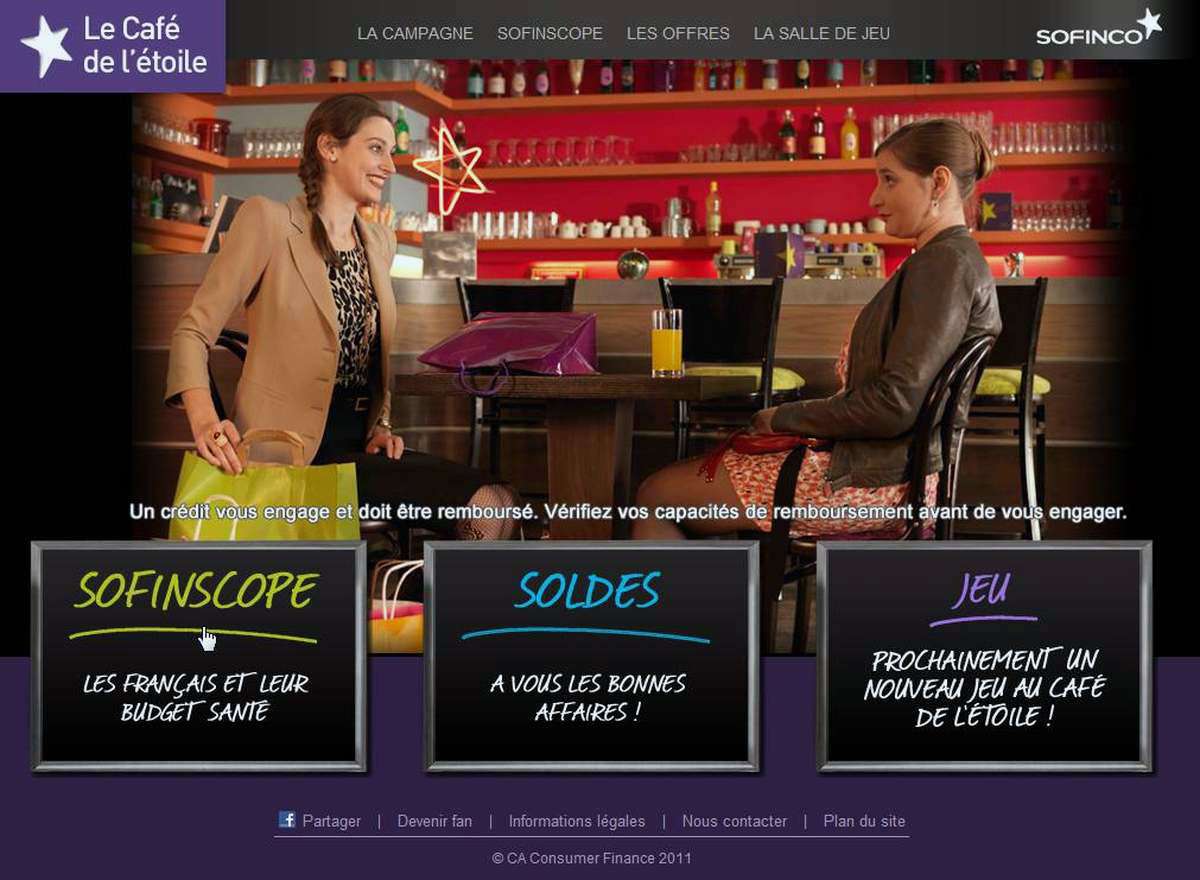 Le Café
de l'étoile
LA CAMPAGNE SOFINSCOPE LES OFFRES LA SALLE DE JEU
SOFINCO
Un crédit vous engage et doit être remboursé. Vérifiez vos capacités de remboursement avant de vous engager.
SOFINSCOPE
LES FRANÇAIS ET LEUR
BUDGET SANTÉ
SOLDES
A VOUS LES BONNES
AFFAIRES !
JEU
PROCHAINEMENT UN
NOUVEAU JEU AU CAFÉ
DE L'ÉTOILE !
f Partager | Devenir fan | Informations légales | Nous contacter | Plan du site
© CA Consumer Finance 2011